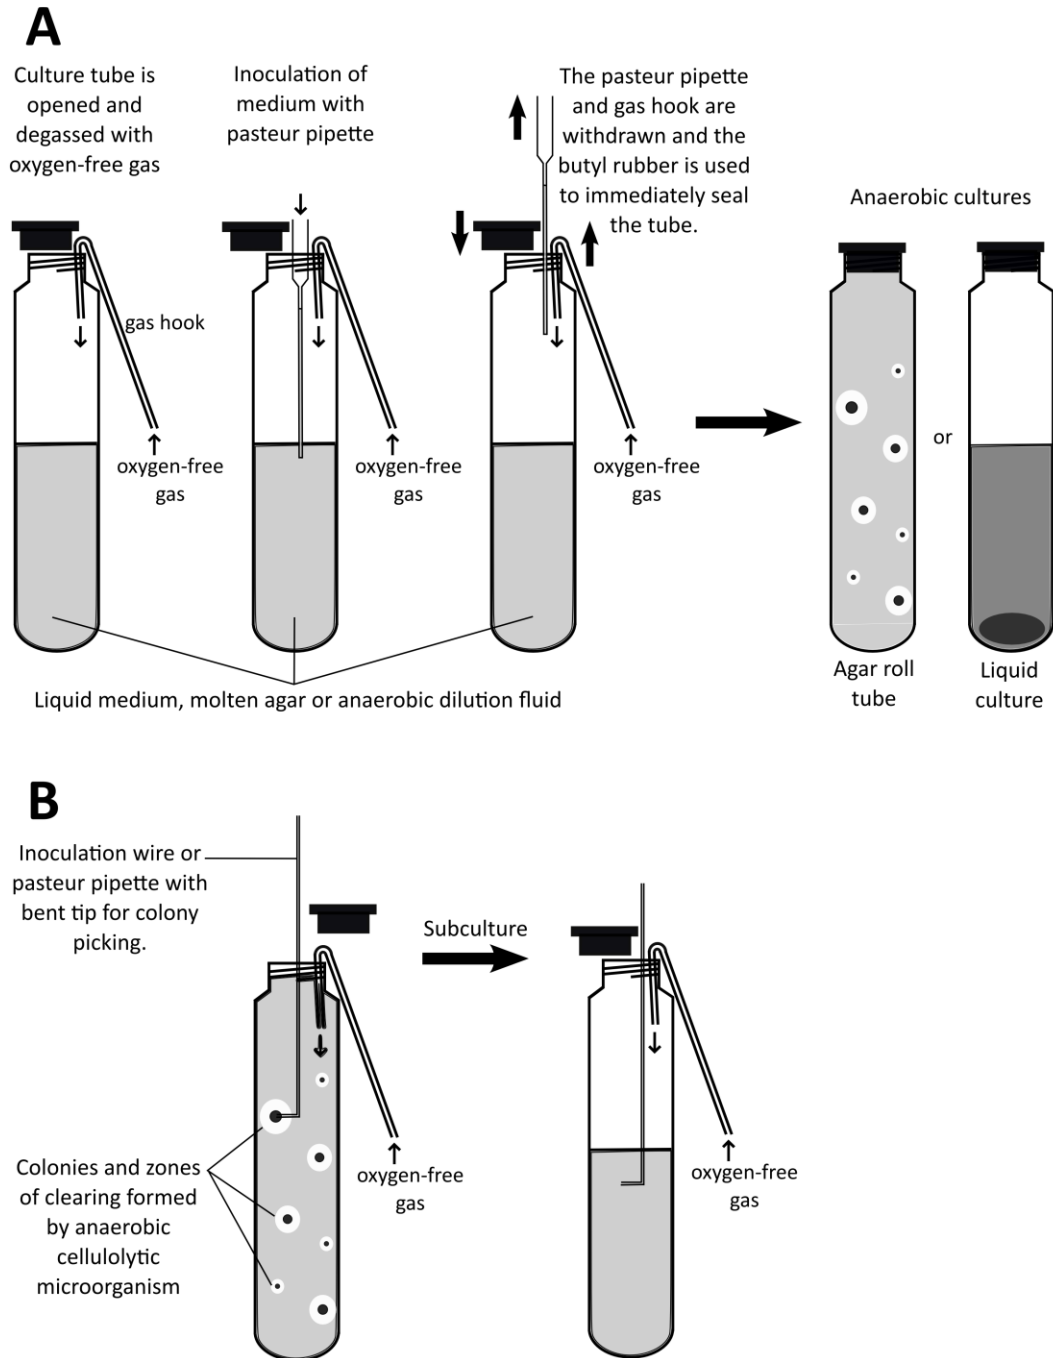 A
Culture tube is
opened and
degassed with
oxygen-free gas
Inoculation of
medium with
pasteur pipette
The pasteur pipette
and gas hook are
withdrawn and the
butyl rubber is used
to immediately seal
the tube.
Anaerobic cultures
gas hook
oxygen-free
gas
oxygen-free
gas
oxygen-free
gas
or
Agar roll
tube
Liquid
culture
Liquid medium, molten agar or anaerobic dilution fluid
B
Inoculation wire or
pasteur pipette with
bent tip for colony
picking.
Subculture
Colonies and zones
of clearing formed
by anaerobic
cellulolytic
microorganism
oxygen-free
gas
oxygen-free
gas